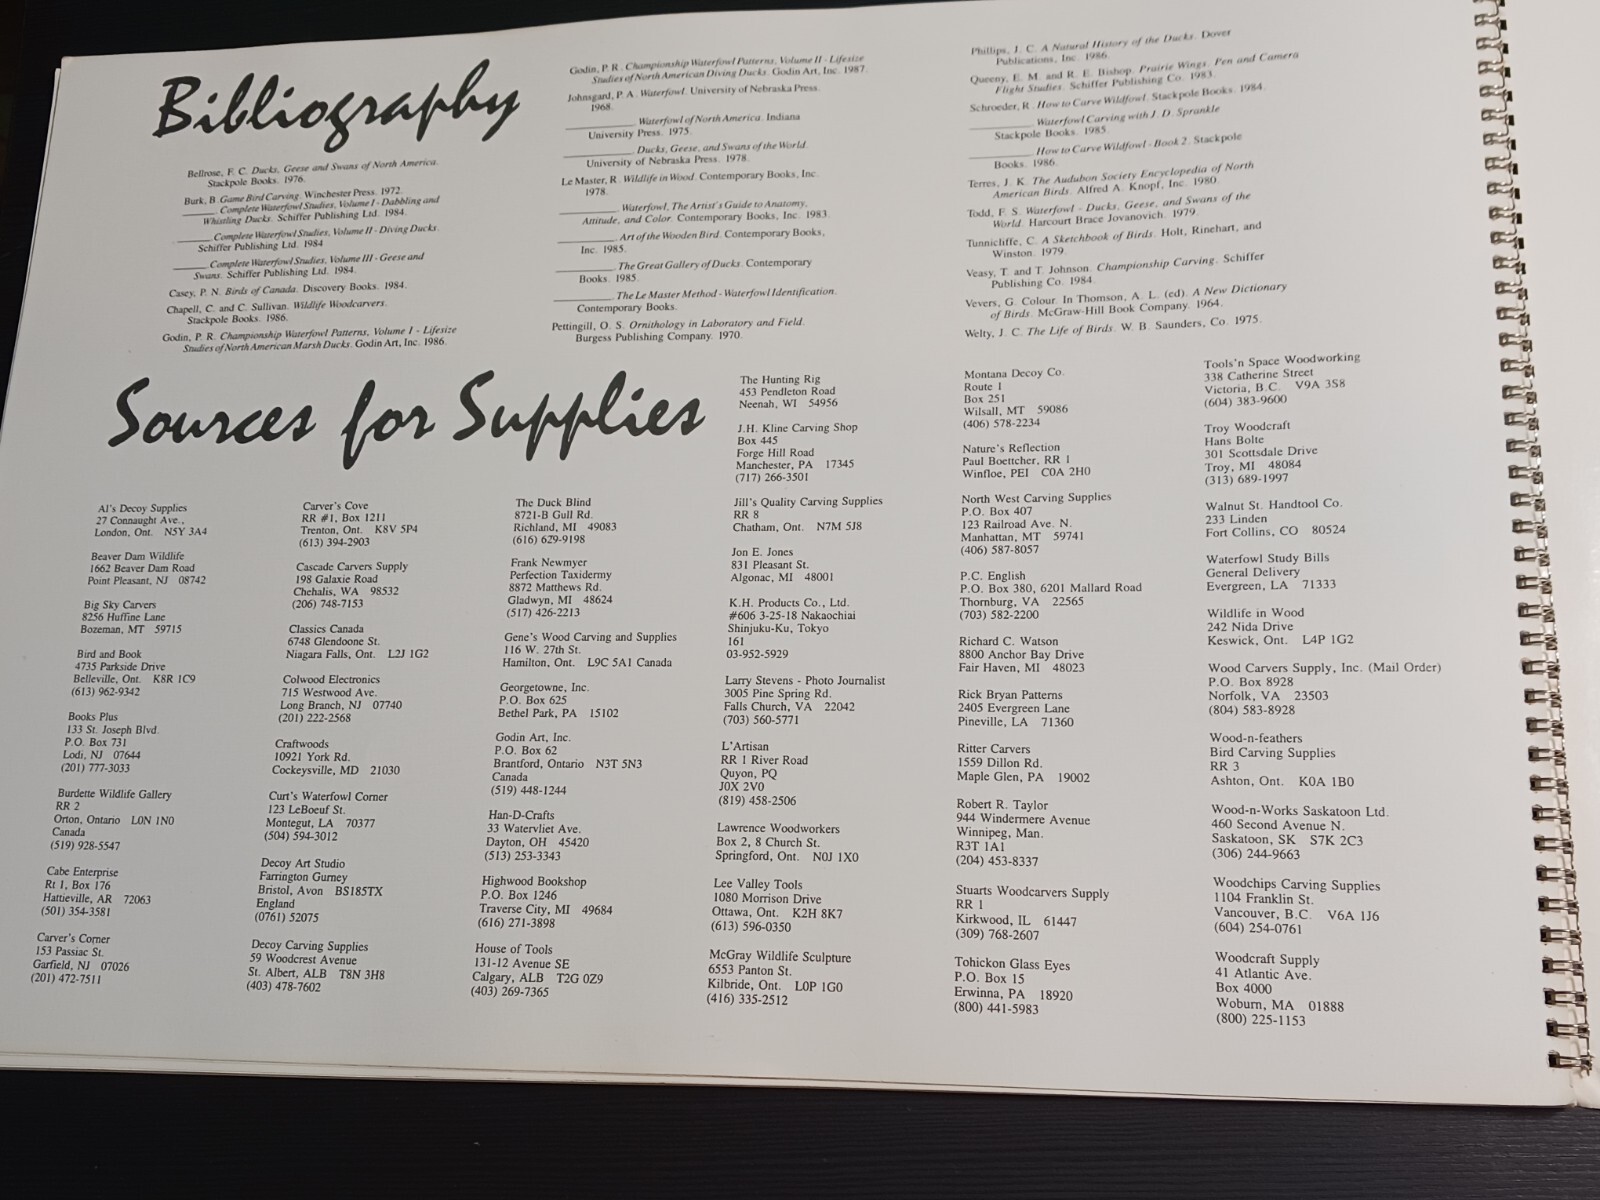 Bibliography
Bellrose, F. C. Ducks, Geese and Swans of North America.
Stackpole Books. 1976.
Burk, B. Game Bird Carving. Winchester Press. 1972.
________. Complete Waterfowl Studies, Volume I - Dabbling and
Whistling Ducks. Schiffer Publishing Ltd. 1984.
________. Complete Waterfowl Studies, Volume II - Diving Ducks.
Schiffer Publishing Ltd. 1984
________. Complete Waterfowl Studies, Volume III - Geese and
Swans. Schiffer Publishing Ltd. 1984.
Casey, P. N. Birds of Canada. Discovery Books. 1984.
Chapell, C. and C. Sullivan. Wildlife Woodcarvers.
Stackpole Books. 1986.
Godin, P. R. Championship Waterfowl Patterns, Volume I - Lifesize
Studies of North American Marsh Ducks. Godin Art, Inc. 1986.
Godin, P. R. Championship Waterfowl Patterns, Volume II - Lifesize
Studies of North American Diving Ducks. Godin Art, Inc. 1987.
Johnsgard, P. A. Waterfowl. University of Nebraska Press.
1968.
________. Waterfowl of North America. Indiana
University Press. 1975.
________. Ducks, Geese, and Swans of the World.
University of Nebraska Press. 1978.
Le Master, R. Wildlife in Wood. Contemporary Books, Inc.
1978.
________. Waterfowl, The Artist's Guide to Anatomy,
Attitude, and Color. Contemporary Books, Inc. 1983.
________. Art of the Wooden Bird. Contemporary Books,
Inc. 1985.
________. The Great Gallery of Ducks. Contemporary
Books. 1985.
________. The Le Master Method - Waterfowl Identification.
Contemporary Books.
Pettingill, O. S. Ornithology in Laboratory and Field.
Burgess Publishing Company. 1970.
Phillips, J. C. A Natural History of the Ducks. Dover
Publications, Inc. 1986.
Queeny, E. M. and R. E. Bishop. Prairie Wings. Pen and Camera
Flight Studies. Schiffer Publishing Co. 1983.
Schroeder, R. How to Carve Wildfowl. Stackpole Books. 1984.
________. Waterfowl Carving with J. D. Sprankle
Stackpole Books. 1985.
________. How to Carve Wildfowl - Book 2. Stackpole
Books. 1986.
Terres, J. K. The Audubon Society Encyclopedia of North
American Birds. Alfred A. Knopf, Inc. 1980.
Todd, F. S. Waterfowl - Ducks, Geese, and Swans of the
World. Harcourt Brace Jovanovich. 1979.
Tunnicliffe, C. A Sketchbook of Birds. Holt, Rinehart, and
Winston. 1979.
Veasy, T. and T. Johnson. Championship Carving. Schiffer
Publishing Co. 1984.
Vevers, G. Colour. In Thomson, A. L. (ed). A New Dictionary
of Birds. McGraw-Hill Book Company. 1964.
Welty, J. C. The Life of Birds. W. B. Saunders, Co. 1975.
Sources for Supplies
Al's Decoy Supplies
27 Connaught Ave.,
London, Ont. N5Y 3A4
Beaver Dam Wildlife
1662 Beaver Dam Road
Point Pleasant, NJ 08742
Big Sky Carvers
8256 Huffine Lane
Bozeman, MT 59715
Bird and Book
4735 Parkside Drive
Belleville, Ont. K8R 1C9
(613) 962-9342
Books Plus
133 St. Joseph Blvd.
P.O. Box 731
Lodi, NJ 07644
(201) 777-3033
Burdette Wildlife Gallery
RR 2
Orton, Ontario L0N 1N0
Canada
(519) 928-5547
Cabe Enterprise
Rt 1, Box 176
Hattieville, AR 72063
(501) 354-3581
Carver's Corner
153 Passiac St.
Garfield, NJ 07026
(201) 472-7511
Carver's Cove
RR #1, Box 1211
Trenton, Ont. K8V 5P4
(613) 394-2903
Cascade Carvers Supply
198 Galaxie Road
Chehalis, WA 98532
(206) 748-7153
Classics Canada
6748 Glendoone St.
Niagara Falls, Ont. L2J 1G2
Colwood Electronics
715 Westwood Ave.
Long Branch, NJ 07740
(201) 222-2568
Craftwoods
10921 York Rd.
Cockeysville, MD 21030
Curt's Waterfowl Corner
123 LeBoeuf St.
Montegut, LA 70377
(504) 594-3012
Decoy Art Studio
Farrington Gurney
Bristol, Avon BS185TX
England
(0761) 52075
Decoy Carving Supplies
59 Woodcrest Avenue
St. Albert, ALB T8N 3H8
(403) 478-7602
The Duck Blind
8721-B Gull Rd.
Richland, MI 49083
(616) 629-9198
Frank Newmyer
Perfection Taxidermy
8872 Matthews Rd.
Gladwyn, MI 48624
(517) 426-2213
Gene's Wood Carving and Supplies
116 W. 27th St.
Hamilton, Ont. L9C 5A1 Canada
Georgetowne, Inc.
P.O. Box 625
Bethel Park, PA 15102
Godin Art, Inc.
P.O. Box 62
Brantford, Ontario N3T 5N3
Canada
(519) 448-1244
Han-D-Crafts
33 Watervliet Ave.
Dayton, OH 45420
(513) 253-3343
Highwood Bookshop
P.O. Box 1246
Traverse City, MI 49684
(616) 271-3898
House of Tools
131-12 Avenue SE
Calgary, ALB T2G 0Z9
(403) 269-7365
The Hunting Rig
453 Pendleton Road
Neenah, WI 54956
J.H. Kline Carving Shop
Box 445
Forge Hill Road
Manchester, PA 17345
(717) 266-3501
Jill's Quality Carving Supplies
RR 8
Chatham, Ont. N7M 5J8
Jon E. Jones
831 Pleasant St.
Algonac, MI 48001
K.H. Products Co., Ltd.
#606 3-25-18 Nakaochiai
Shinjuku-Ku, Tokyo
161
03-952-5929
Larry Stevens - Photo Journalist
3005 Pine Spring Rd.
Falls Church, VA 22042
(703) 560-5771
L'Artisan
RR 1 River Road
Quyon, PQ
J0X 2V0
(819) 458-2506
Lawrence Woodworkers
Box 2, 8 Church St.
Springford, Ont. N0J 1X0
Lee Valley Tools
1080 Morrison Drive
Ottawa, Ont. K2H 8K7
(613) 596-0350
McGray Wildlife Sculpture
6553 Panton St.
Kilbride, Ont. L0P 1G0
(416) 335-2512
Montana Decoy Co.
Route 1
Box 251
Wilsall, MT 59086
(406) 578-2234
Nature's Reflection
Paul Boettcher, RR 1
Winfloe, PEI C0A 2H0
North West Carving Supplies
P.O. Box 407
123 Railroad Ave. N.
Manhattan, MT 59741
(406) 587-8057
P.C. English
P.O. Box 380, 6201 Mallard Road
Thornburg, VA 22565
(703) 582-2200
Richard C. Watson
8800 Anchor Bay Drive
Fair Haven, MI 48023
Rick Bryan Patterns
2405 Evergreen Lane
Pineville, LA 71360
Ritter Carvers
1559 Dillon Rd.
Maple Glen, PA 19002
Robert R. Taylor
944 Windermere Avenue
Winnipeg, Man.
R3T 1A1
(204) 453-8337
Stuarts Woodcarvers Supply
RR 1
Kirkwood, IL 61447
(309) 768-2607
Tohickon Glass Eyes
P.O. Box 15
Erwinna, PA 18920
(800) 441-5983
Tools'n Space Woodworking
338 Catherine Street
Victoria, B.C. V9A 3S8
(604) 383-9600
Troy Woodcraft
Hans Bolte
301 Scottsdale Drive
Troy, MI 48084
(313) 689-1997
Walnut St. Handtool Co.
233 Linden
Fort Collins, CO 80524
Waterfowl Study Bills
General Delivery
Evergreen, LA 71333
Wildlife in Wood
242 Nida Drive
Keswick, Ont. L4P 1G2
Wood Carvers Supply, Inc. (Mail Order)
P.O. Box 8928
Norfolk, VA 23503
(804) 583-8928
Wood-n-feathers
Bird Carving Supplies
RR 3
Ashton, Ont. K0A 1B0
Wood-n-Works Saskatoon Ltd.
460 Second Avenue N.
Saskatoon, SK S7K 2C3
(306) 244-9663
Woodchips Carving Supplies
1104 Franklin St.
Vancouver, B.C. V6A 1J6
(604) 254-0761
Woodcraft Supply
41 Atlantic Ave.
Box 4000
Woburn, MA 01888
(800) 225-1153